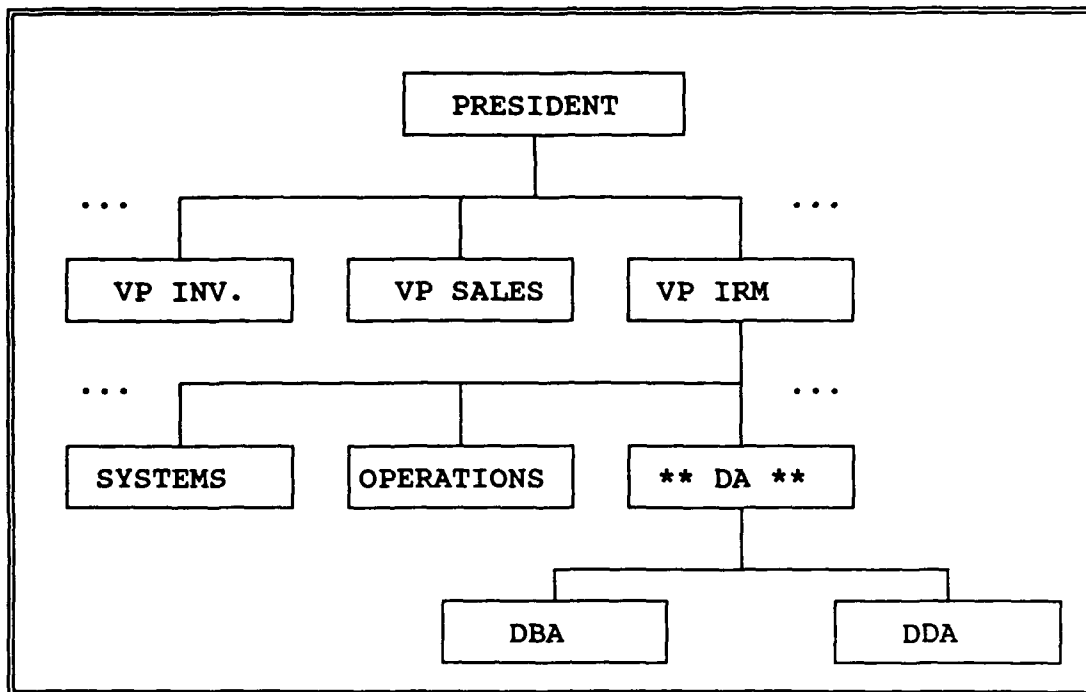 PRESIDENT
... ...
VP INV. VP SALES VP IRM
... ...
SYSTEMS OPERATIONS ** DA **
DBA DDA